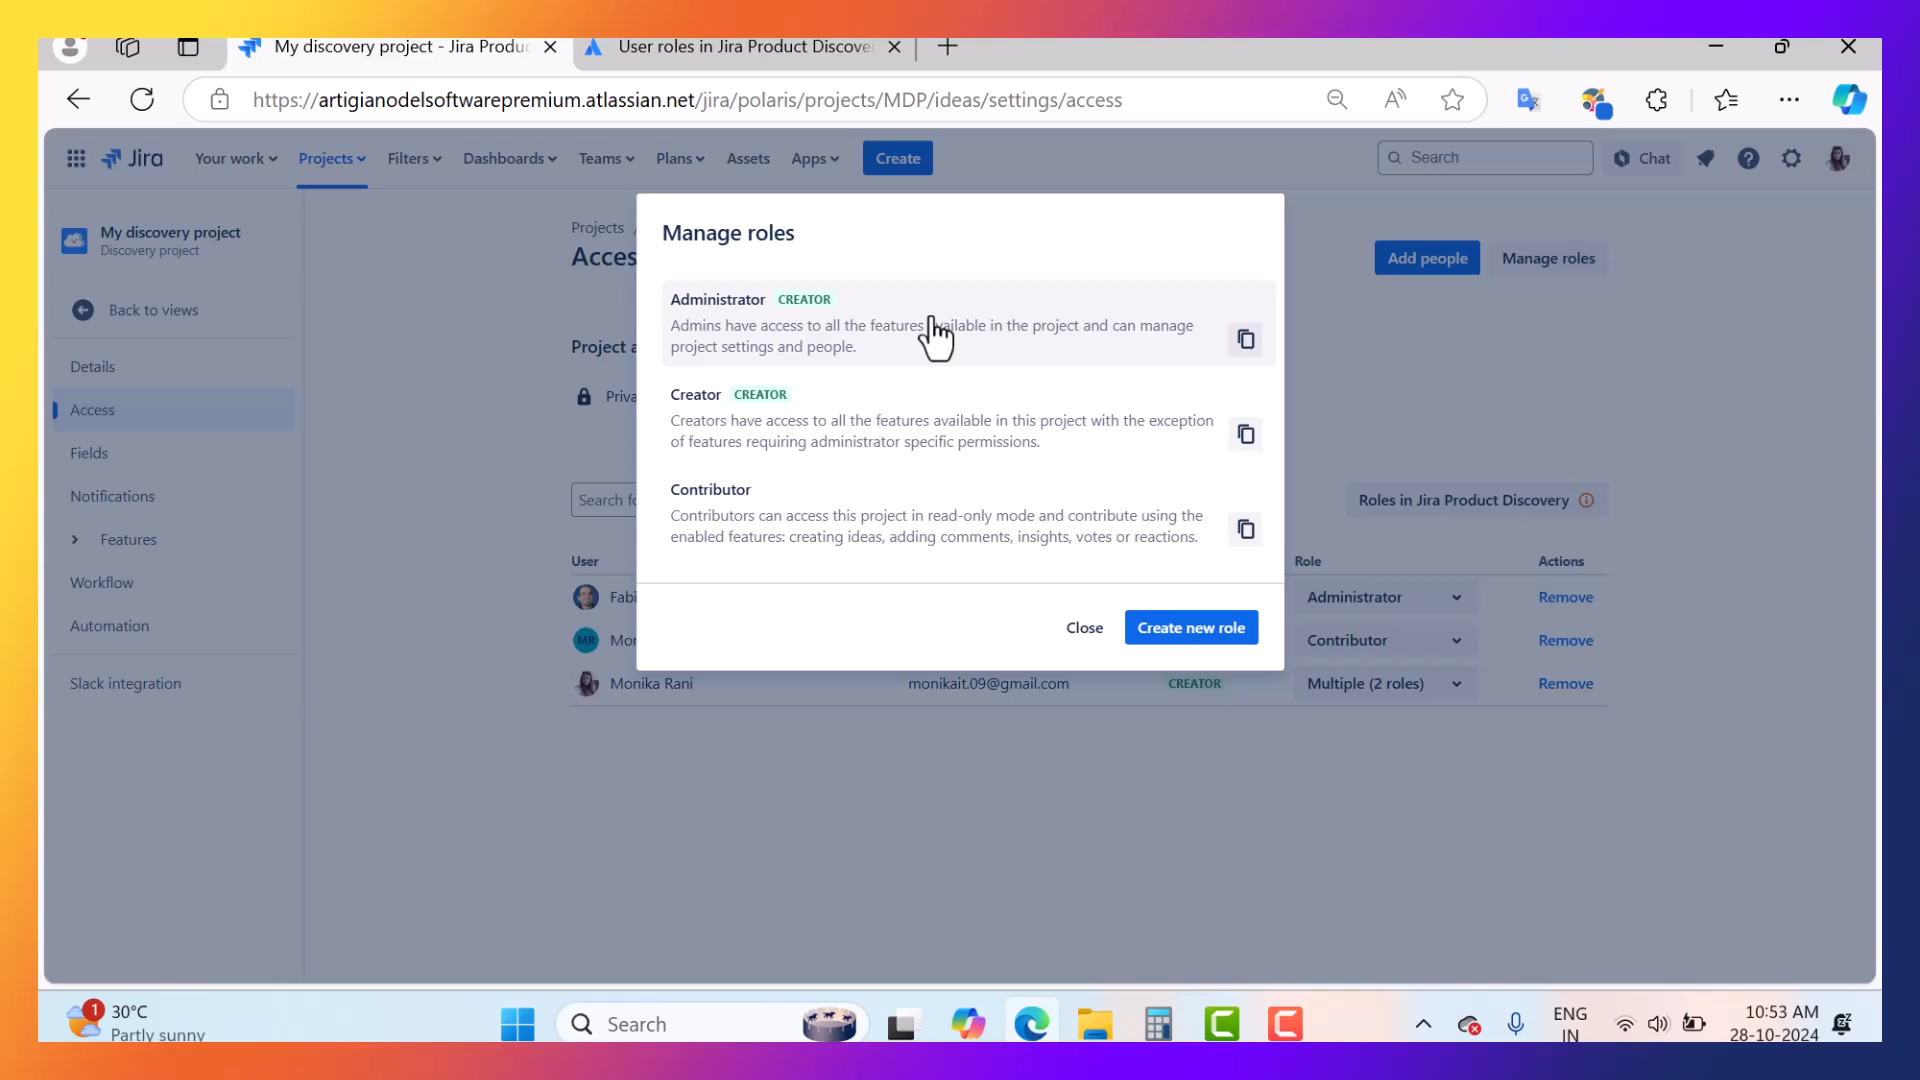 My discovery project - Jira Produc
User roles in Jira Product Discove
https://artigianodelsoftwarepremium.atlassian.net/jira/polaris/projects/MDP/ideas/settings/access
Jira
Your work
Projects
Filters
Dashboards
Teams
Plans
Assets
Apps
Create
Search
Chat
My discovery project
Discovery project
Back to views
Details
Access
Fields
Notifications
Features
Workflow
Automation
Slack integration
Projects /
Acces
Add people
Manage roles
Project a
Priva
Search fo
Roles in Jira Product Discovery
User
Role
Actions
Fabi
Administrator
Remove
MR
Mor
Contributor
Remove
Monika Rani
monikait.09@gmail.com
CREATOR
Multiple (2 roles)
Remove
Manage roles
Administrator CREATOR
Admins have access to all the features available in the project and can manage
project settings and people.
Creator CREATOR
Creators have access to all the features available in this project with the exception
of features requiring administrator specific permissions.
Contributor
Contributors can access this project in read-only mode and contribute using the
enabled features: creating ideas, adding comments, insights, votes or reactions.
Close
Create new role
1
30°C
Partly sunny
Search
ENG
IN
10:53 AM
28-10-2024